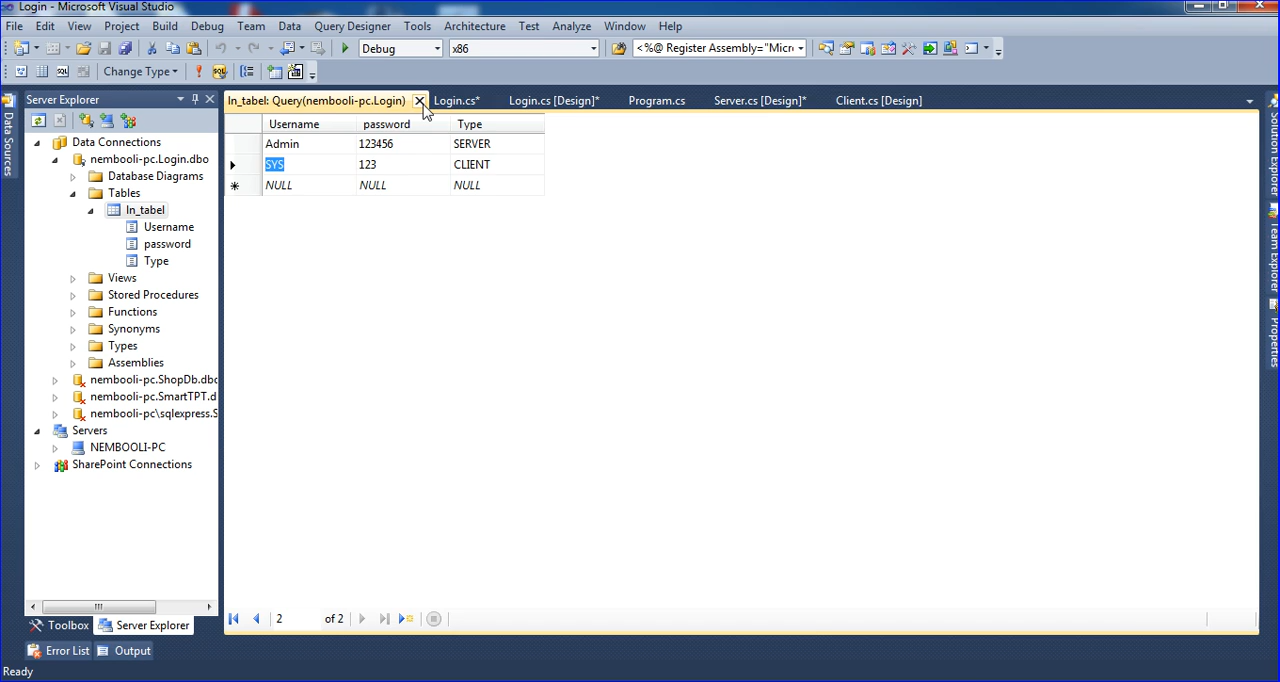 Login - Microsoft Visual Studio
File Edit View Project Build Debug Team Data Query Designer Tools Architecture Test Analyze Window Help
Debug x86 <%@ Register Assembly="Micr
SQL Change Type SQL
Server Explorer
In_tabel: Query(nembooli-pc.Login) Login.cs* Login.cs [Design]* Program.cs Server.cs [Design]* Client.cs [Design]
Data Sources
Data Connections
nembooli-pc.Login.dbo
Database Diagrams
Tables
In_tabel
Username
password
Type
Views
Stored Procedures
Functions
Synonyms
Types
Assemblies
nembooli-pc.ShopDb.dbo
nembooli-pc.SmartTPT.d
nembooli-pc\sqlexpress.S
Servers
NEMBOOLI-PC
SharePoint Connections
Username password Type
Admin 123456 SERVER
SYS 123 CLIENT
NULL NULL NULL
Solution Explorer
Team Explorer
Properties
2 of 2
Toolbox Server Explorer
Error List Output
Ready